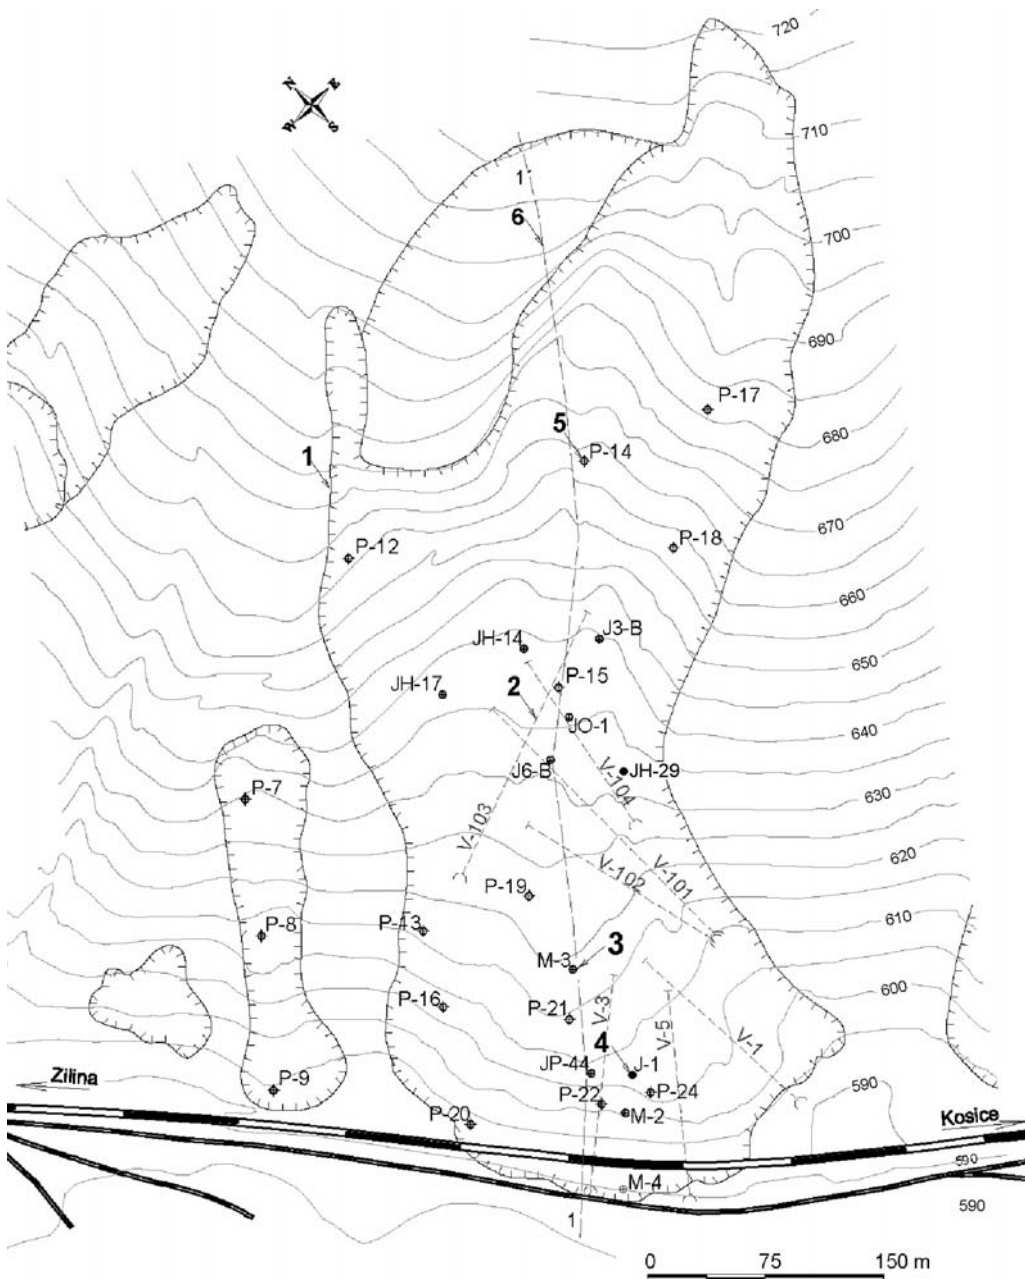 720
N E
W S
710
1'
6
700
690
P-17
5
680
P-14
1
670
P-12
P-18
660
JH-14
J3-B
650
JH-17
P-15
2
JO-1
640
J6-B
JH-29
P-7
V-103
V-104
630
V-102
V-101
620
P-19
P-8
P-13
610
M-3
3
P-16
P-21
V-3
V-5
600
V-1
4
JP-44
J-1
Zilina
P-9
P-22
P-24
590
M-2
P-20
Kosice
590
M-4
590
1
0 75 150 m